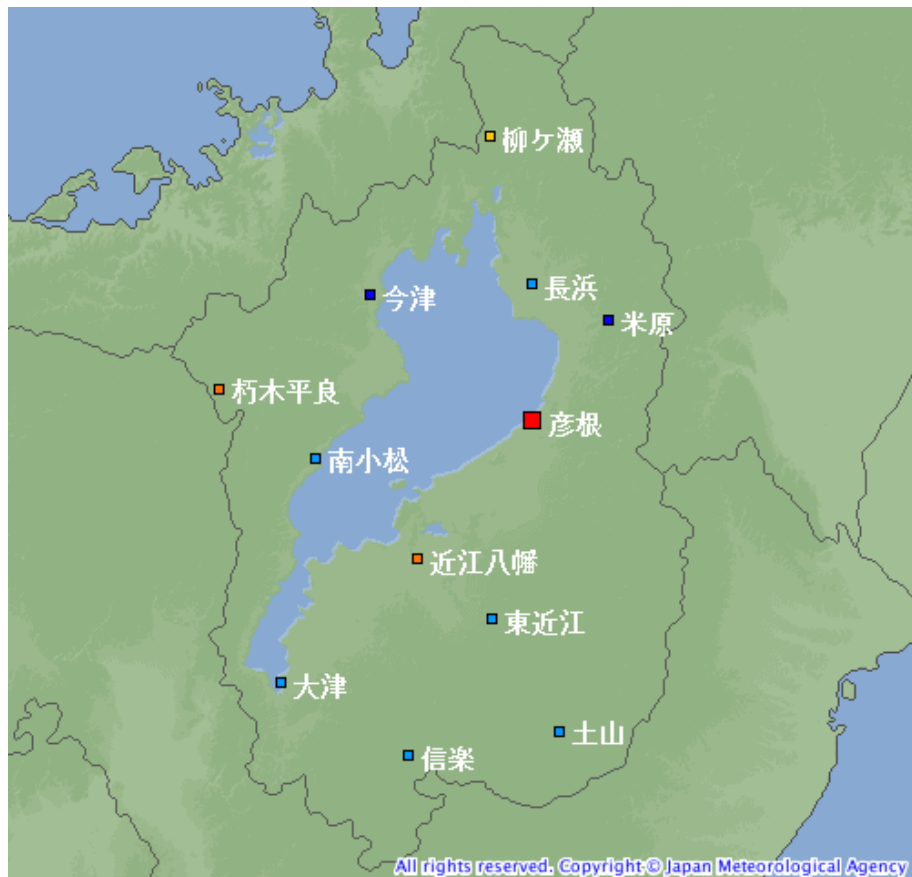 柳ケ瀬
長浜
今津
米原
朽木平良
彦根
南小松
近江八幡
東近江
大津
土山
信楽
All rights reserved. Copyright © Japan Meteorological Agency